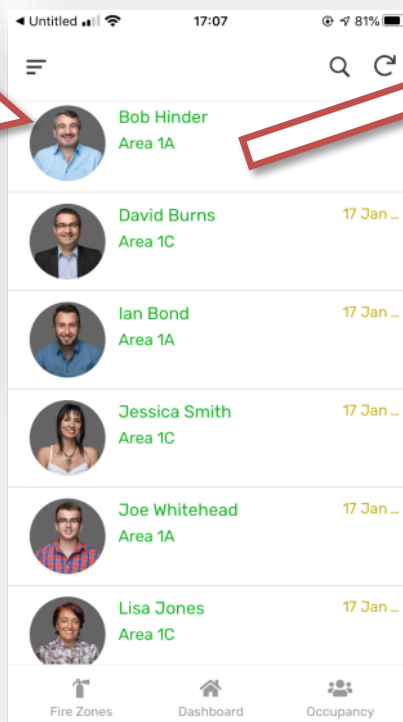 ◀ Untitled 17:07 81%
Bob Hinder
Area 1A
David Burns 17 Jan ...
Area 1C
Ian Bond 17 Jan ...
Area 1A
Jessica Smith 17 Jan ...
Area 1C
Joe Whitehead 17 Jan ...
Area 1A
Lisa Jones 17 Jan ...
Area 1C
Fire Zones Dashboard Occupancy